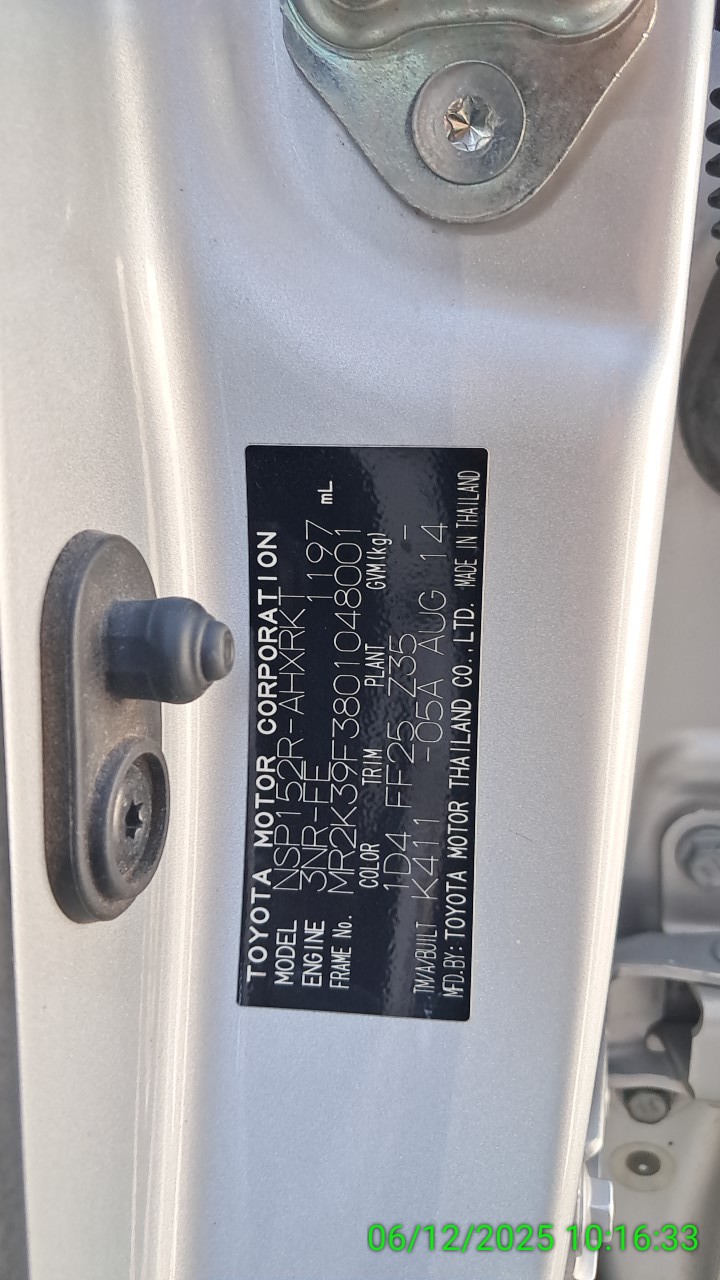 TOYOTA MOTOR CORPORATION
MODEL NSP152R-AHXRKT
ENGINE 3NR-FE 1197 mL
FRAME No. MR2K39F3801048001
COLOR TRIM PLANT GVM(kg)
1D4 FF25 Z35 -
TM/A/BUILT K411 -05A AUG 14
MFD.BY: TOYOTA MOTOR THAILAND CO.,LTD. MADE IN THAILAND
06/12/2025 10:16:33